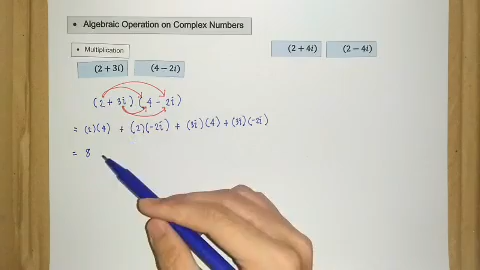 • Algebraic Operation on Complex Numbers
• Multiplication
(2 + 3i) (4 − 2i)
(2 + 4i) (2 − 4i)
(2 + 3i)(4 − 2i)
= (2)(4) + (2)(-2i) + (3i)(4) + (3i)(-2i)
= 8